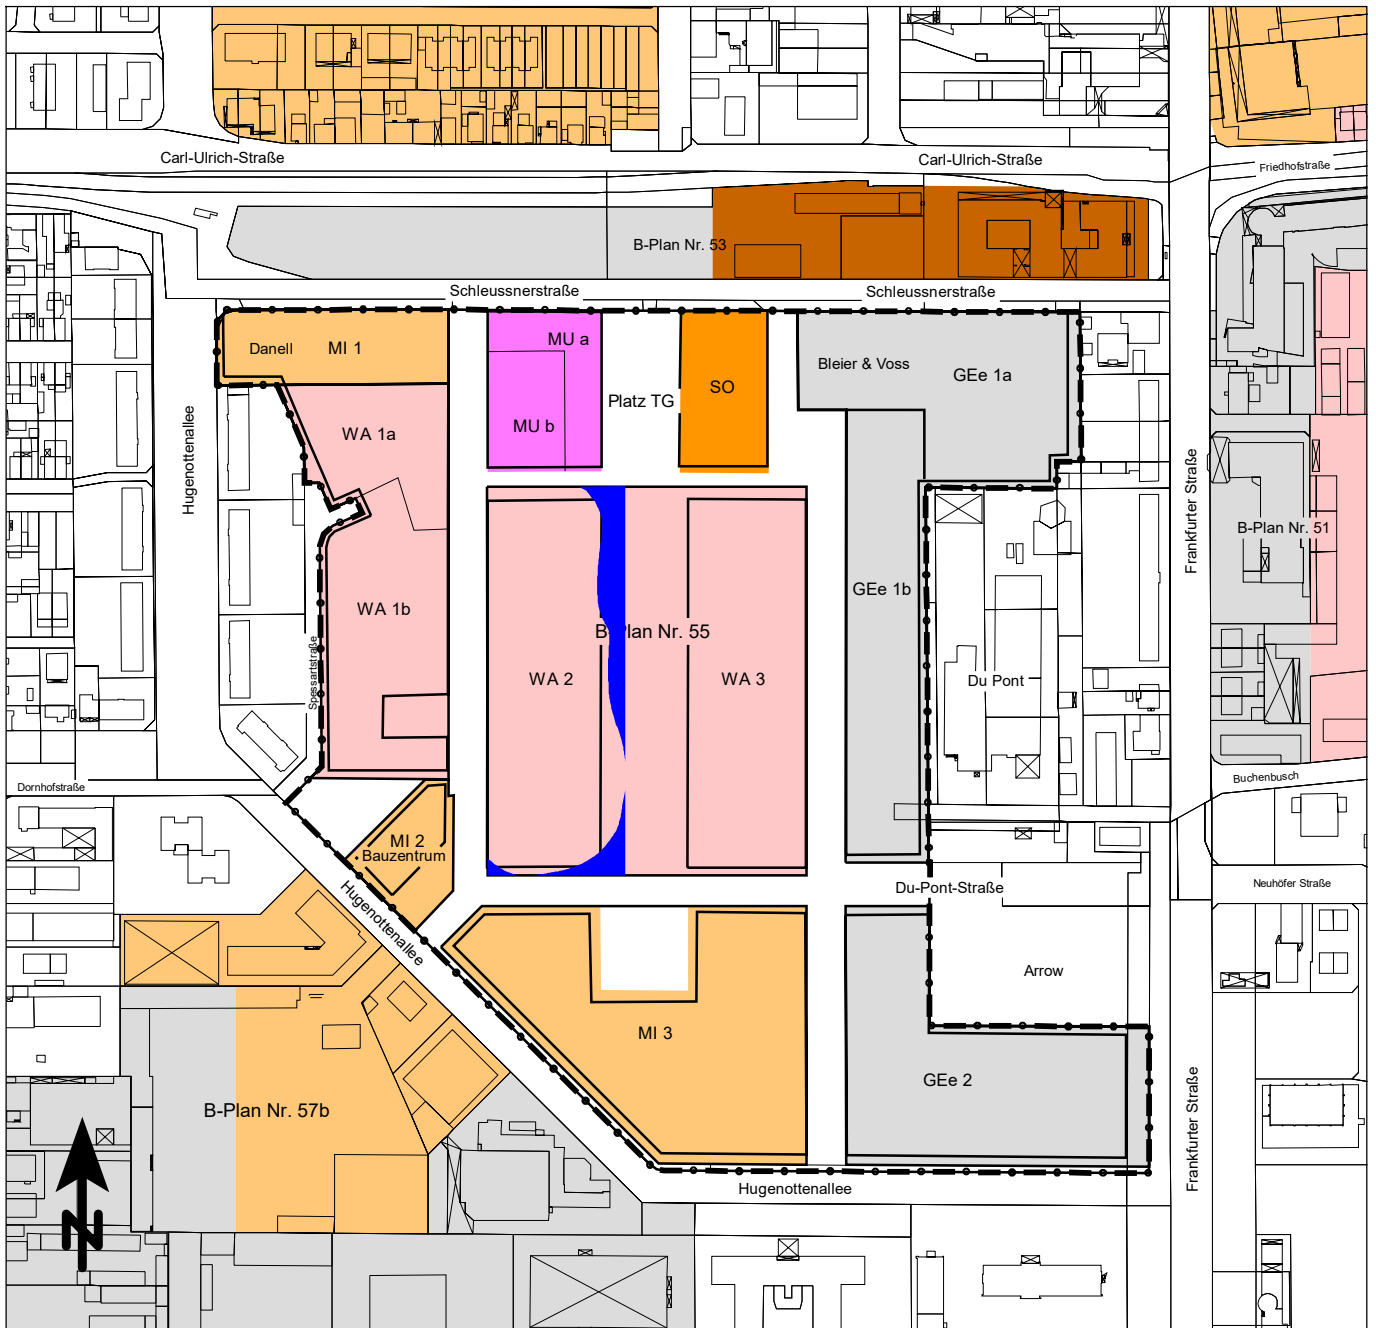 Carl-Ulrich-Straße
Carl-Ulrich-Straße
Friedhofstraße
B-Plan Nr. 53
Schleussnerstraße
Schleussnerstraße
Danell
MI 1
MU a
Bleier & Voss
GEe 1a
SO
Platz TG
MU b
WA 1a
Hugenottenallee
Frankfurter Straße
B-Plan Nr. 51
GEe 1b
WA 1b
B-Plan Nr. 55
Spessartstraße
WA 2
WA 3
Du Pont
Dornhofstraße
Buchenbusch
MI 2
Bauzentrum
Hugenottenallee
Du-Pont-Straße
Neuhöfer Straße
Arrow
MI 3
GEe 2
B-Plan Nr. 57b
Frankfurter Straße
Hugenottenallee
N